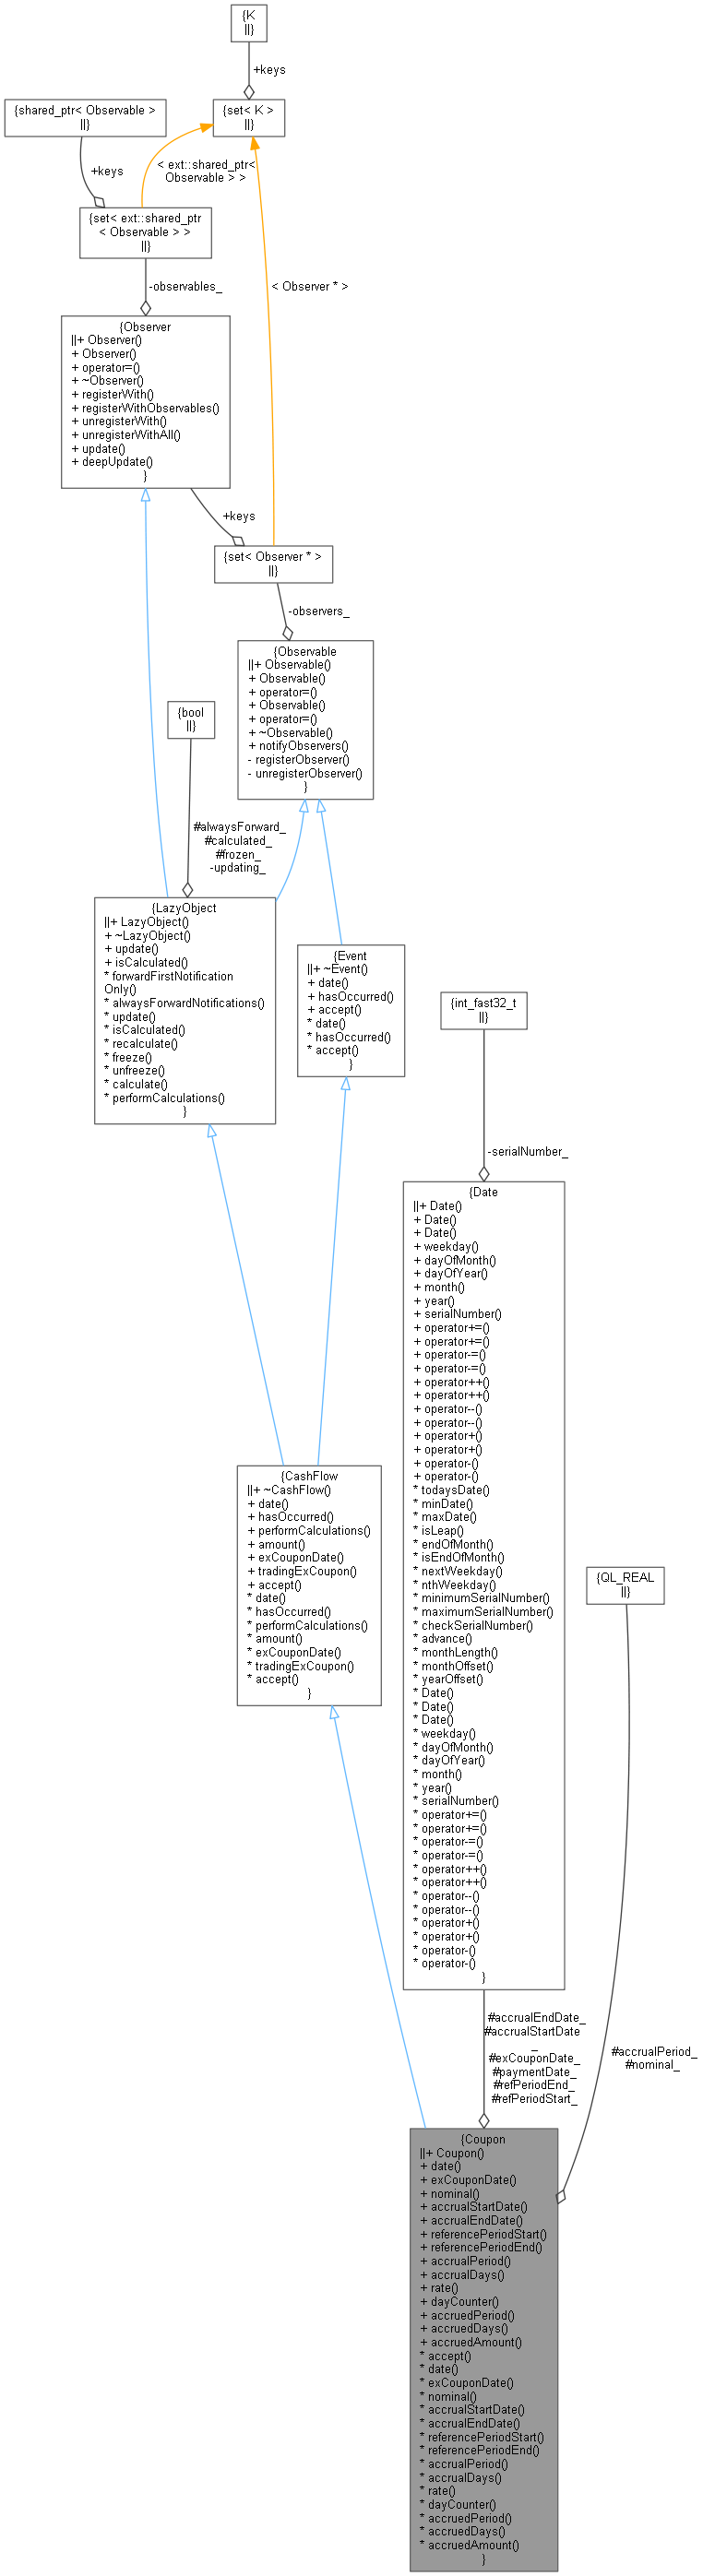 {K
||}
+keys
{shared_ptr< Observable >
||}
{set< K >
||}
+keys
< ext::shared_ptr<
Observable > >
{set< ext::shared_ptr
< Observable > >
||}
-observables_
< Observer * >
{Observer
||+ Observer()
+ Observer()
+ operator=()
+ ~Observer()
+ registerWith()
+ registerWithObservables()
+ unregisterWith()
+ unregisterWithAll()
+ update()
+ deepUpdate()
}
+keys
{set< Observer * >
||}
-observers_
{Observable
||+ Observable()
+ Observable()
+ operator=()
+ Observable()
+ operator=()
+ ~Observable()
+ notifyObservers()
- registerObserver()
- unregisterObserver()
}
{bool
||}
#alwaysForward_
#calculated_
#frozen_
-updating_
{LazyObject
||+ LazyObject()
+ ~LazyObject()
+ update()
+ isCalculated()
* forwardFirstNotification
Only()
* alwaysForwardNotifications()
* update()
* isCalculated()
* recalculate()
* freeze()
* unfreeze()
* calculate()
* performCalculations()
}
{Event
||+ ~Event()
+ date()
+ hasOccurred()
+ accept()
* date()
* hasOccurred()
* accept()
}
{int_fast32_t
||}
-serialNumber_
{Date
||+ Date()
+ Date()
+ Date()
+ weekday()
+ dayOfMonth()
+ dayOfYear()
+ month()
+ year()
+ serialNumber()
+ operator+=()
+ operator+=()
+ operator-=()
+ operator-=()
+ operator++()
+ operator++()
+ operator--()
+ operator--()
+ operator+()
+ operator+()
+ operator-()
+ operator-()
* todaysDate()
* minDate()
* maxDate()
* isLeap()
* endOfMonth()
* isEndOfMonth()
* nextWeekday()
* nthWeekday()
* minimumSerialNumber()
* maximumSerialNumber()
* checkSerialNumber()
* advance()
* monthLength()
* monthOffset()
* yearOffset()
* Date()
* Date()
* Date()
* weekday()
* dayOfMonth()
* dayOfYear()
* month()
* year()
* serialNumber()
* operator+=()
* operator+=()
* operator-=()
* operator-=()
* operator++()
* operator++()
* operator--()
* operator--()
* operator+()
* operator+()
* operator-()
* operator-()
}
{CashFlow
||+ ~CashFlow()
+ date()
+ hasOccurred()
+ performCalculations()
+ amount()
+ exCouponDate()
+ tradingExCoupon()
+ accept()
* date()
* hasOccurred()
* performCalculations()
* amount()
* exCouponDate()
* tradingExCoupon()
* accept()
}
{QL_REAL
||}
#accrualEndDate_
#accrualStartDate
_
#exCouponDate_
#paymentDate_
#refPeriodEnd_
#refPeriodStart_
#accrualPeriod_
#nominal_
{Coupon
||+ Coupon()
+ date()
+ exCouponDate()
+ nominal()
+ accrualStartDate()
+ accrualEndDate()
+ referencePeriodStart()
+ referencePeriodEnd()
+ accrualPeriod()
+ accrualDays()
+ rate()
+ dayCounter()
+ accruedPeriod()
+ accruedDays()
+ accruedAmount()
* accept()
* date()
* exCouponDate()
* nominal()
* accrualStartDate()
* accrualEndDate()
* referencePeriodStart()
* referencePeriodEnd()
* accrualPeriod()
* accrualDays()
* rate()
* dayCounter()
* accruedPeriod()
* accruedDays()
* accruedAmount()
}